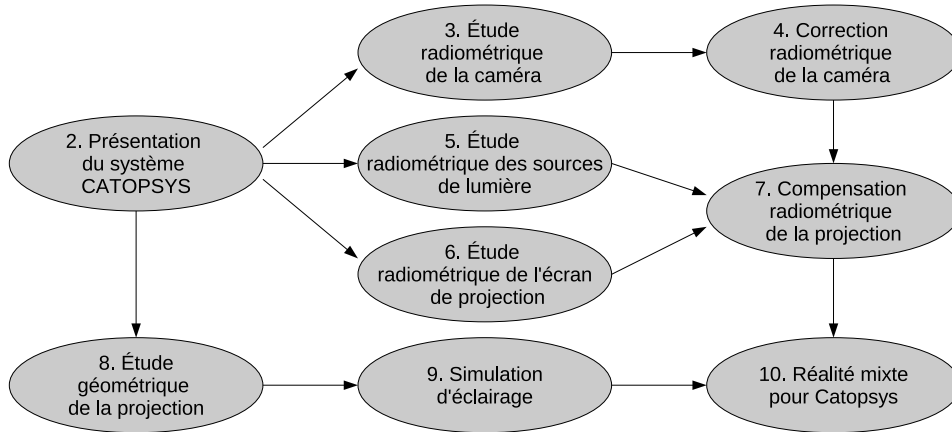 2. Présentation
du système
CATOPSYS
3. Étude
radiométrique
de la caméra
4. Correction
radiométrique
de la caméra
5. Étude
radiométrique des sources
de lumière
6. Étude
radiométrique de l'écran
de projection
7. Compensation
radiométrique
de la projection
8. Étude
géométrique
de la projection
9. Simulation
d'éclairage
10. Réalité mixte
pour Catopsys